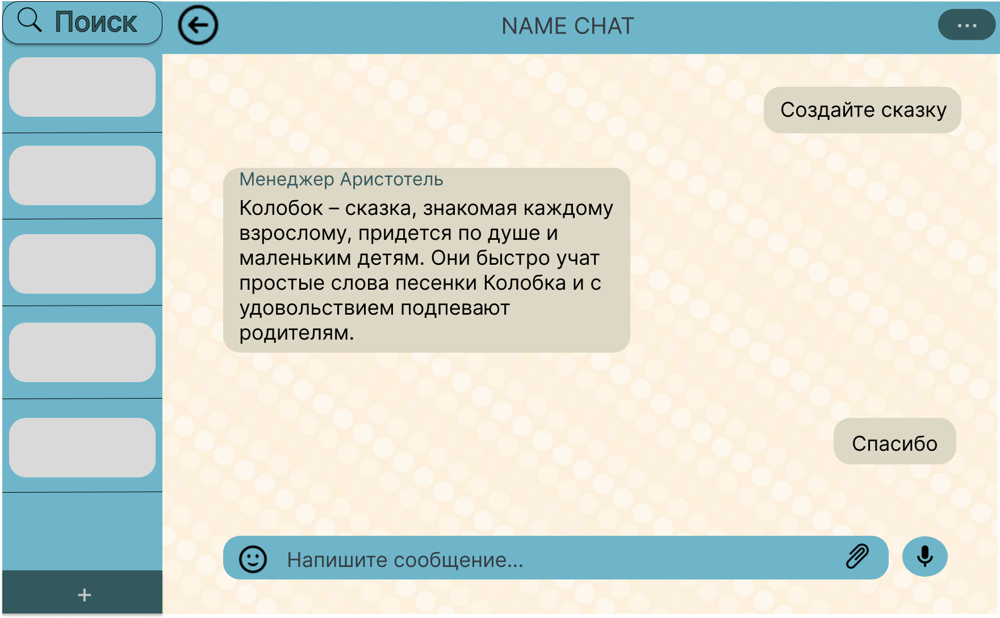 Поиск
NAME CHAT
...
Создайте сказку
Менеджер Аристотель
Колобок – сказка, знакомая каждому
взрослому, придется по душе и
маленьким детям. Они быстро учат
простые слова песенки Колобка и с
удовольствием подпевают
родителям.
Спасибо
Напишите сообщение...
+